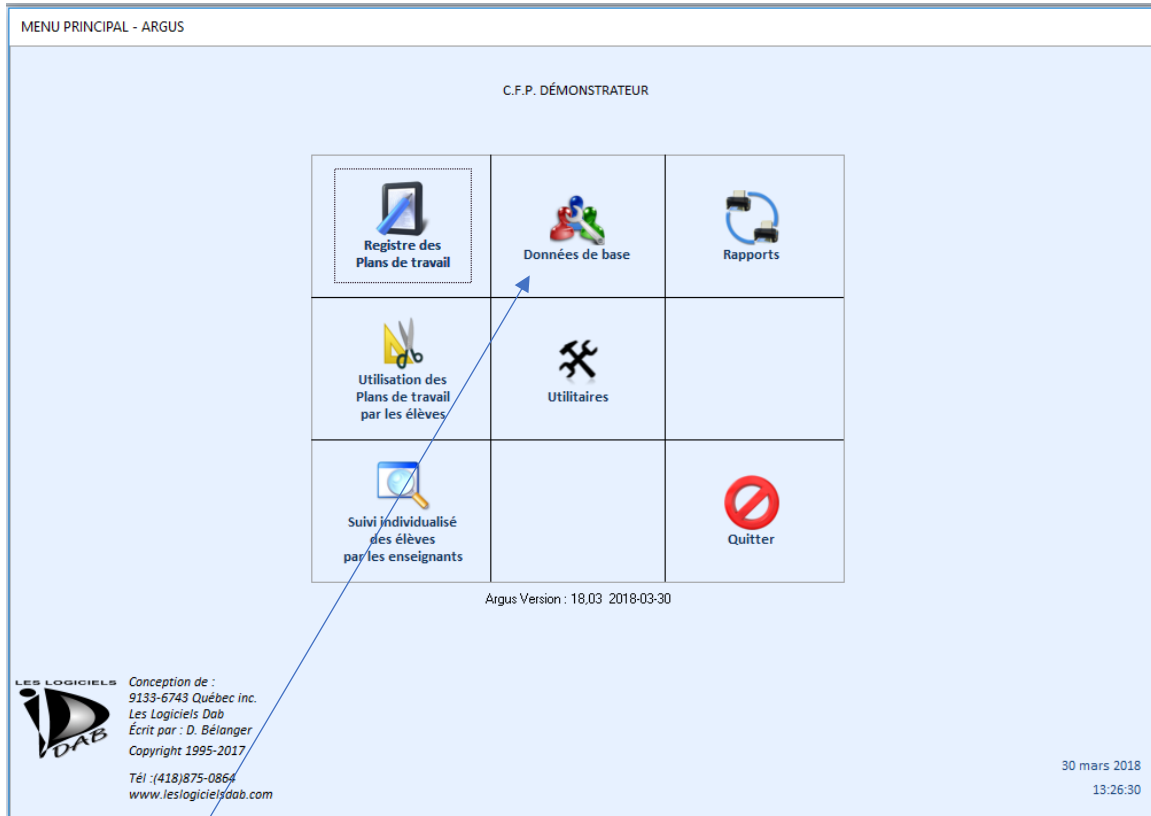 MENU PRINCIPAL - ARGUS
C.F.P. DÉMONSTRATEUR
Registre des
Plans de travail
Données de base
Rapports
Utilisation des
Plans de travail
par les élèves
Utilitaires
Suivi individualisé
des élèves
par les enseignants
Quitter
Argus Version : 18,03 2018-03-30
LES LOGICIELS
DAB
Conception de :
9133-6743 Québec inc.
Les Logiciels Dab
Écrit par : D. Bélanger
Copyright 1995-2017
Tél :(418)875-0864
www.leslogicielsdab.com
30 mars 2018
13:26:30